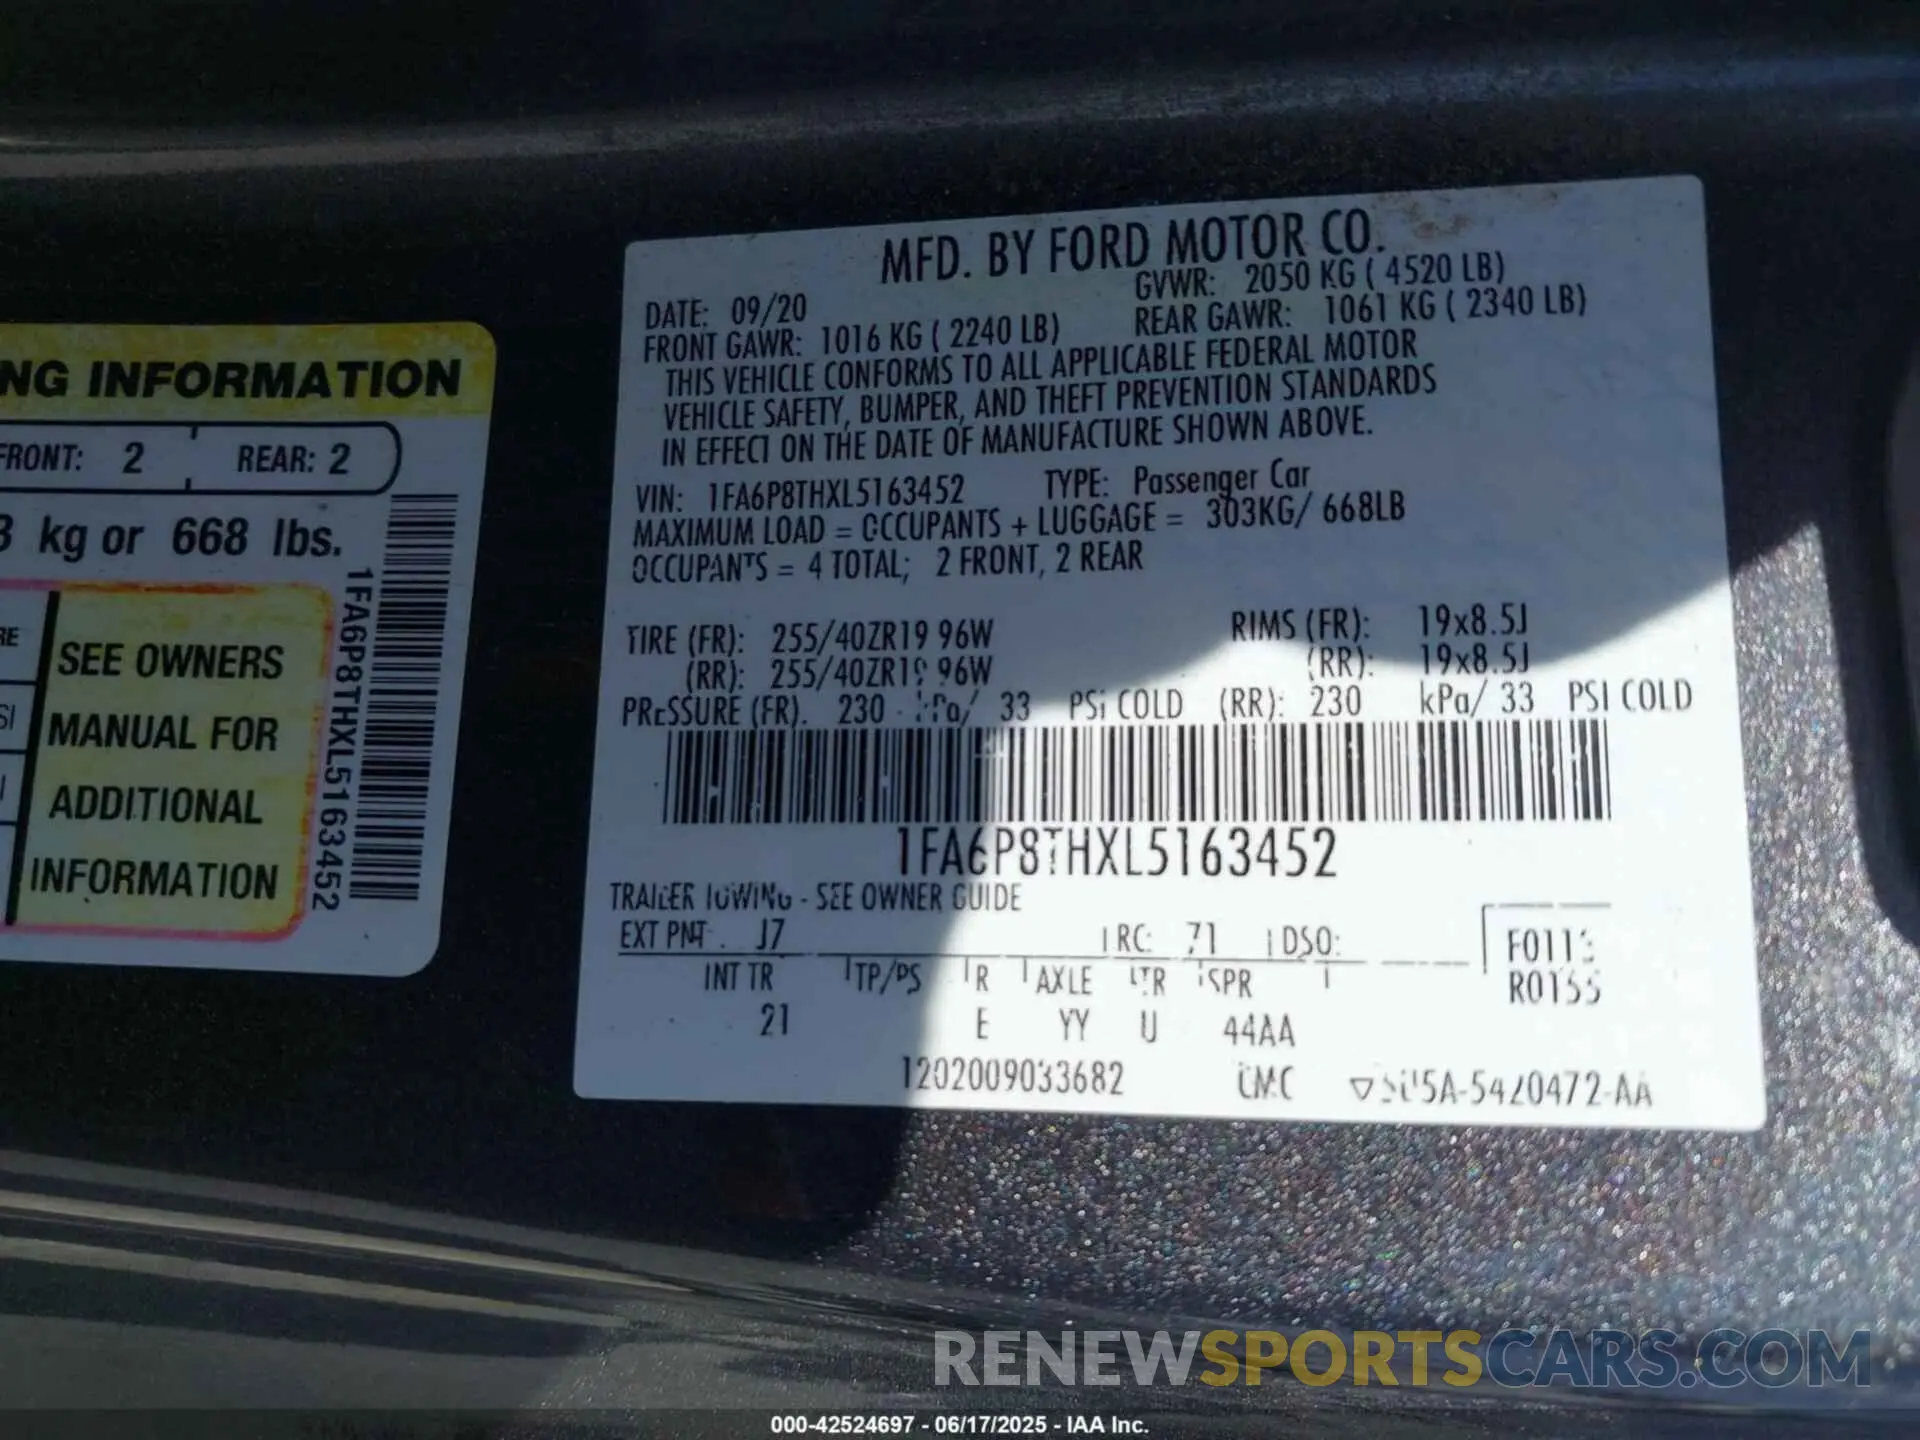 NG INFORMATION
FRONT: 2 REAR: 2
3 kg or 668 lbs.
SEE OWNERS
MANUAL FOR
ADDITIONAL
INFORMATION
1FA6P8THXL5163452
MFD. BY FORD MOTOR CO.
DATE: 09/20 GVWR: 2050 KG ( 4520 LB)
FRONT GAWR: 1016 KG ( 2240 LB) REAR GAWR: 1061 KG ( 2340 LB)
THIS VEHICLE CONFORMS TO ALL APPLICABLE FEDERAL MOTOR
VEHICLE SAFETY, BUMPER, AND THEFT PREVENTION STANDARDS
IN EFFECT ON THE DATE OF MANUFACTURE SHOWN ABOVE.
VIN: 1FA6P8THXL5163452 TYPE: Passenger Car
MAXIMUM LOAD = OCCUPANTS + LUGGAGE = 303KG/ 668LB
OCCUPANTS = 4 TOTAL; 2 FRONT, 2 REAR
TIRE (FR): 255/40ZR19 96W RIMS (FR): 19x8.5J
(RR): 255/40ZR19 96W (RR): 19x8.5J
PRESSURE (FR): 230 kPa/ 33 PSI COLD (RR): 230 kPa/ 33 PSI COLD
1FA6P8THXL5163452
TRAILER TOWING - SEE OWNER GUIDE
EXT PNT: J7 RC: 71 DSO:
INT TR TP/PS R AXLE TR SPR
21 E YY U 44AA
1202009033682
RENEWSPORTSCARS.COM
000-42524697 - 06/17/2025 - IAA Inc.